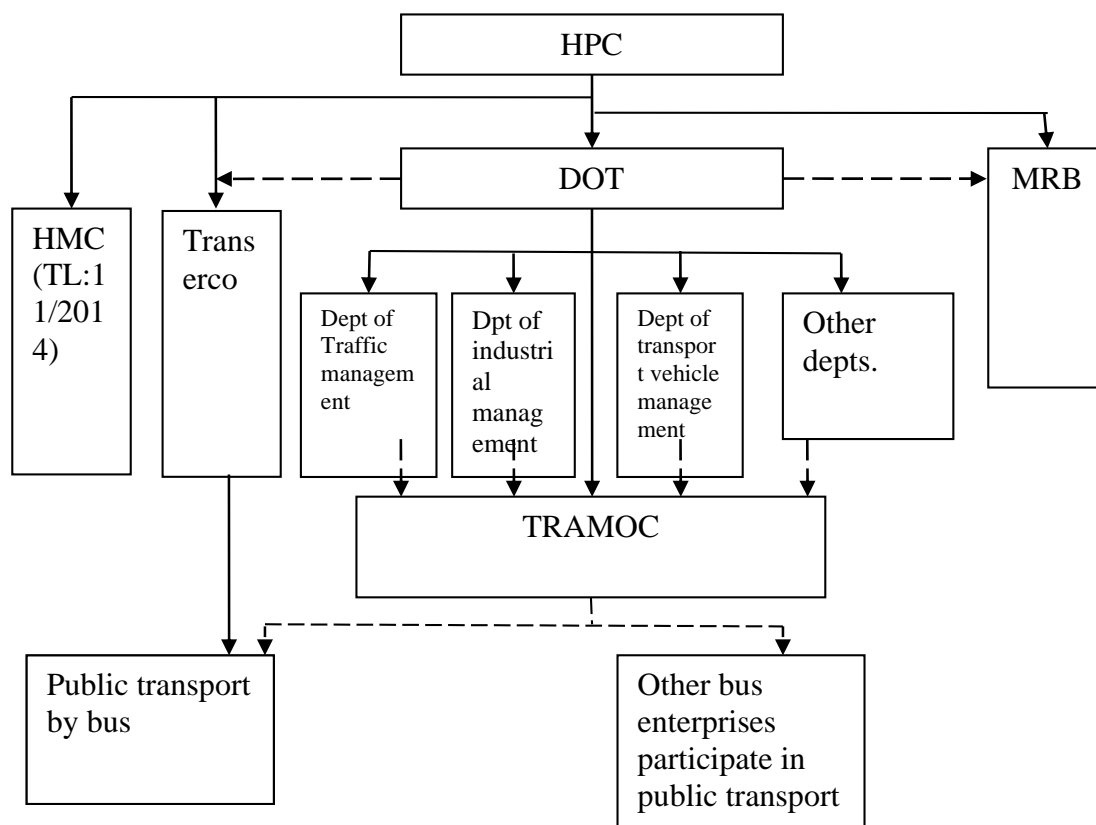 HPC
DOT
MRB
HMC
(TL:1
1/201
4)
Trans
erco
Dept of
Traffic
managem
ent
Dpt of
industri
al
manag
ement
Dept of
transpor
t vehicle
manage
ment
Other
depts.
TRAMOC
Public transport
by bus
Other bus
enterprises
participate in
public transport